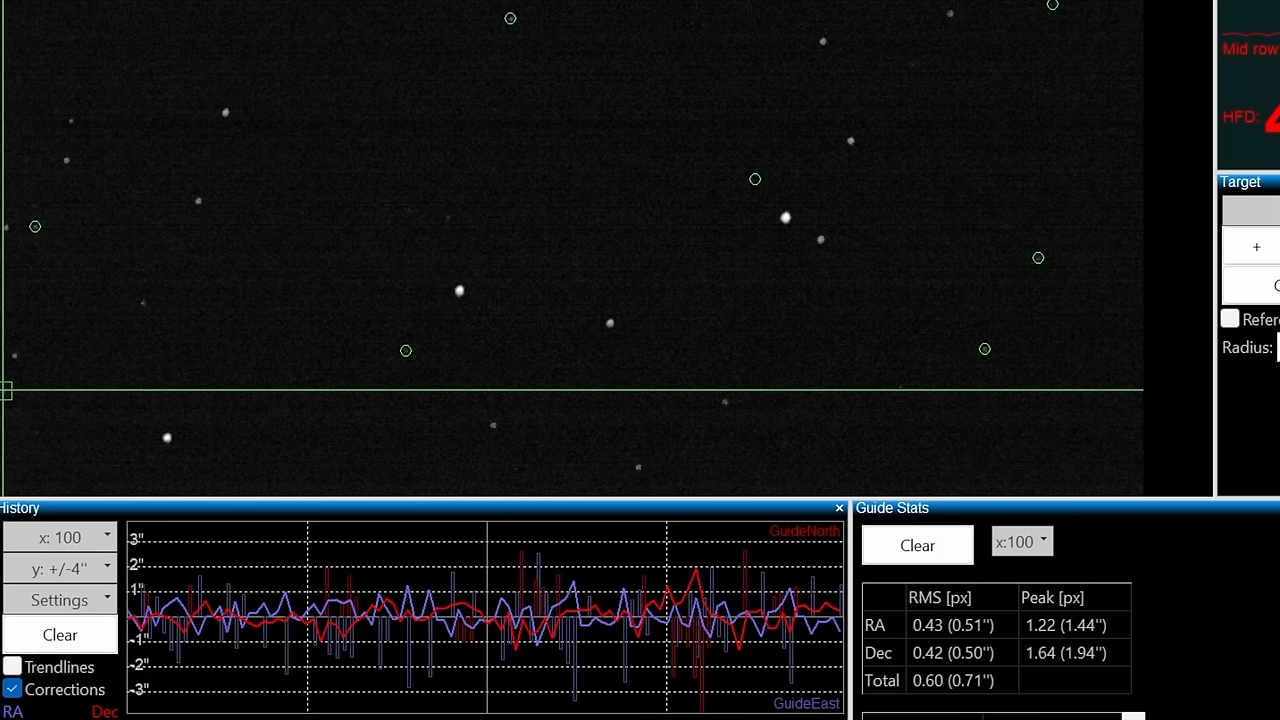 Mid row
HFD:
Target
+
Radius:
History
x: 100
y: +/-4"
Settings
Clear
Trendlines
Corrections
RA Dec
3"
2"
1"
-1"
-2"
-3"
GuideNorth
GuideEast
Guide Stats
Clear
x:100
RMS [px] Peak [px]
RA 0.43 (0.51") 1.22 (1.44")
Dec 0.42 (0.50") 1.64 (1.94")
Total 0.60 (0.71")